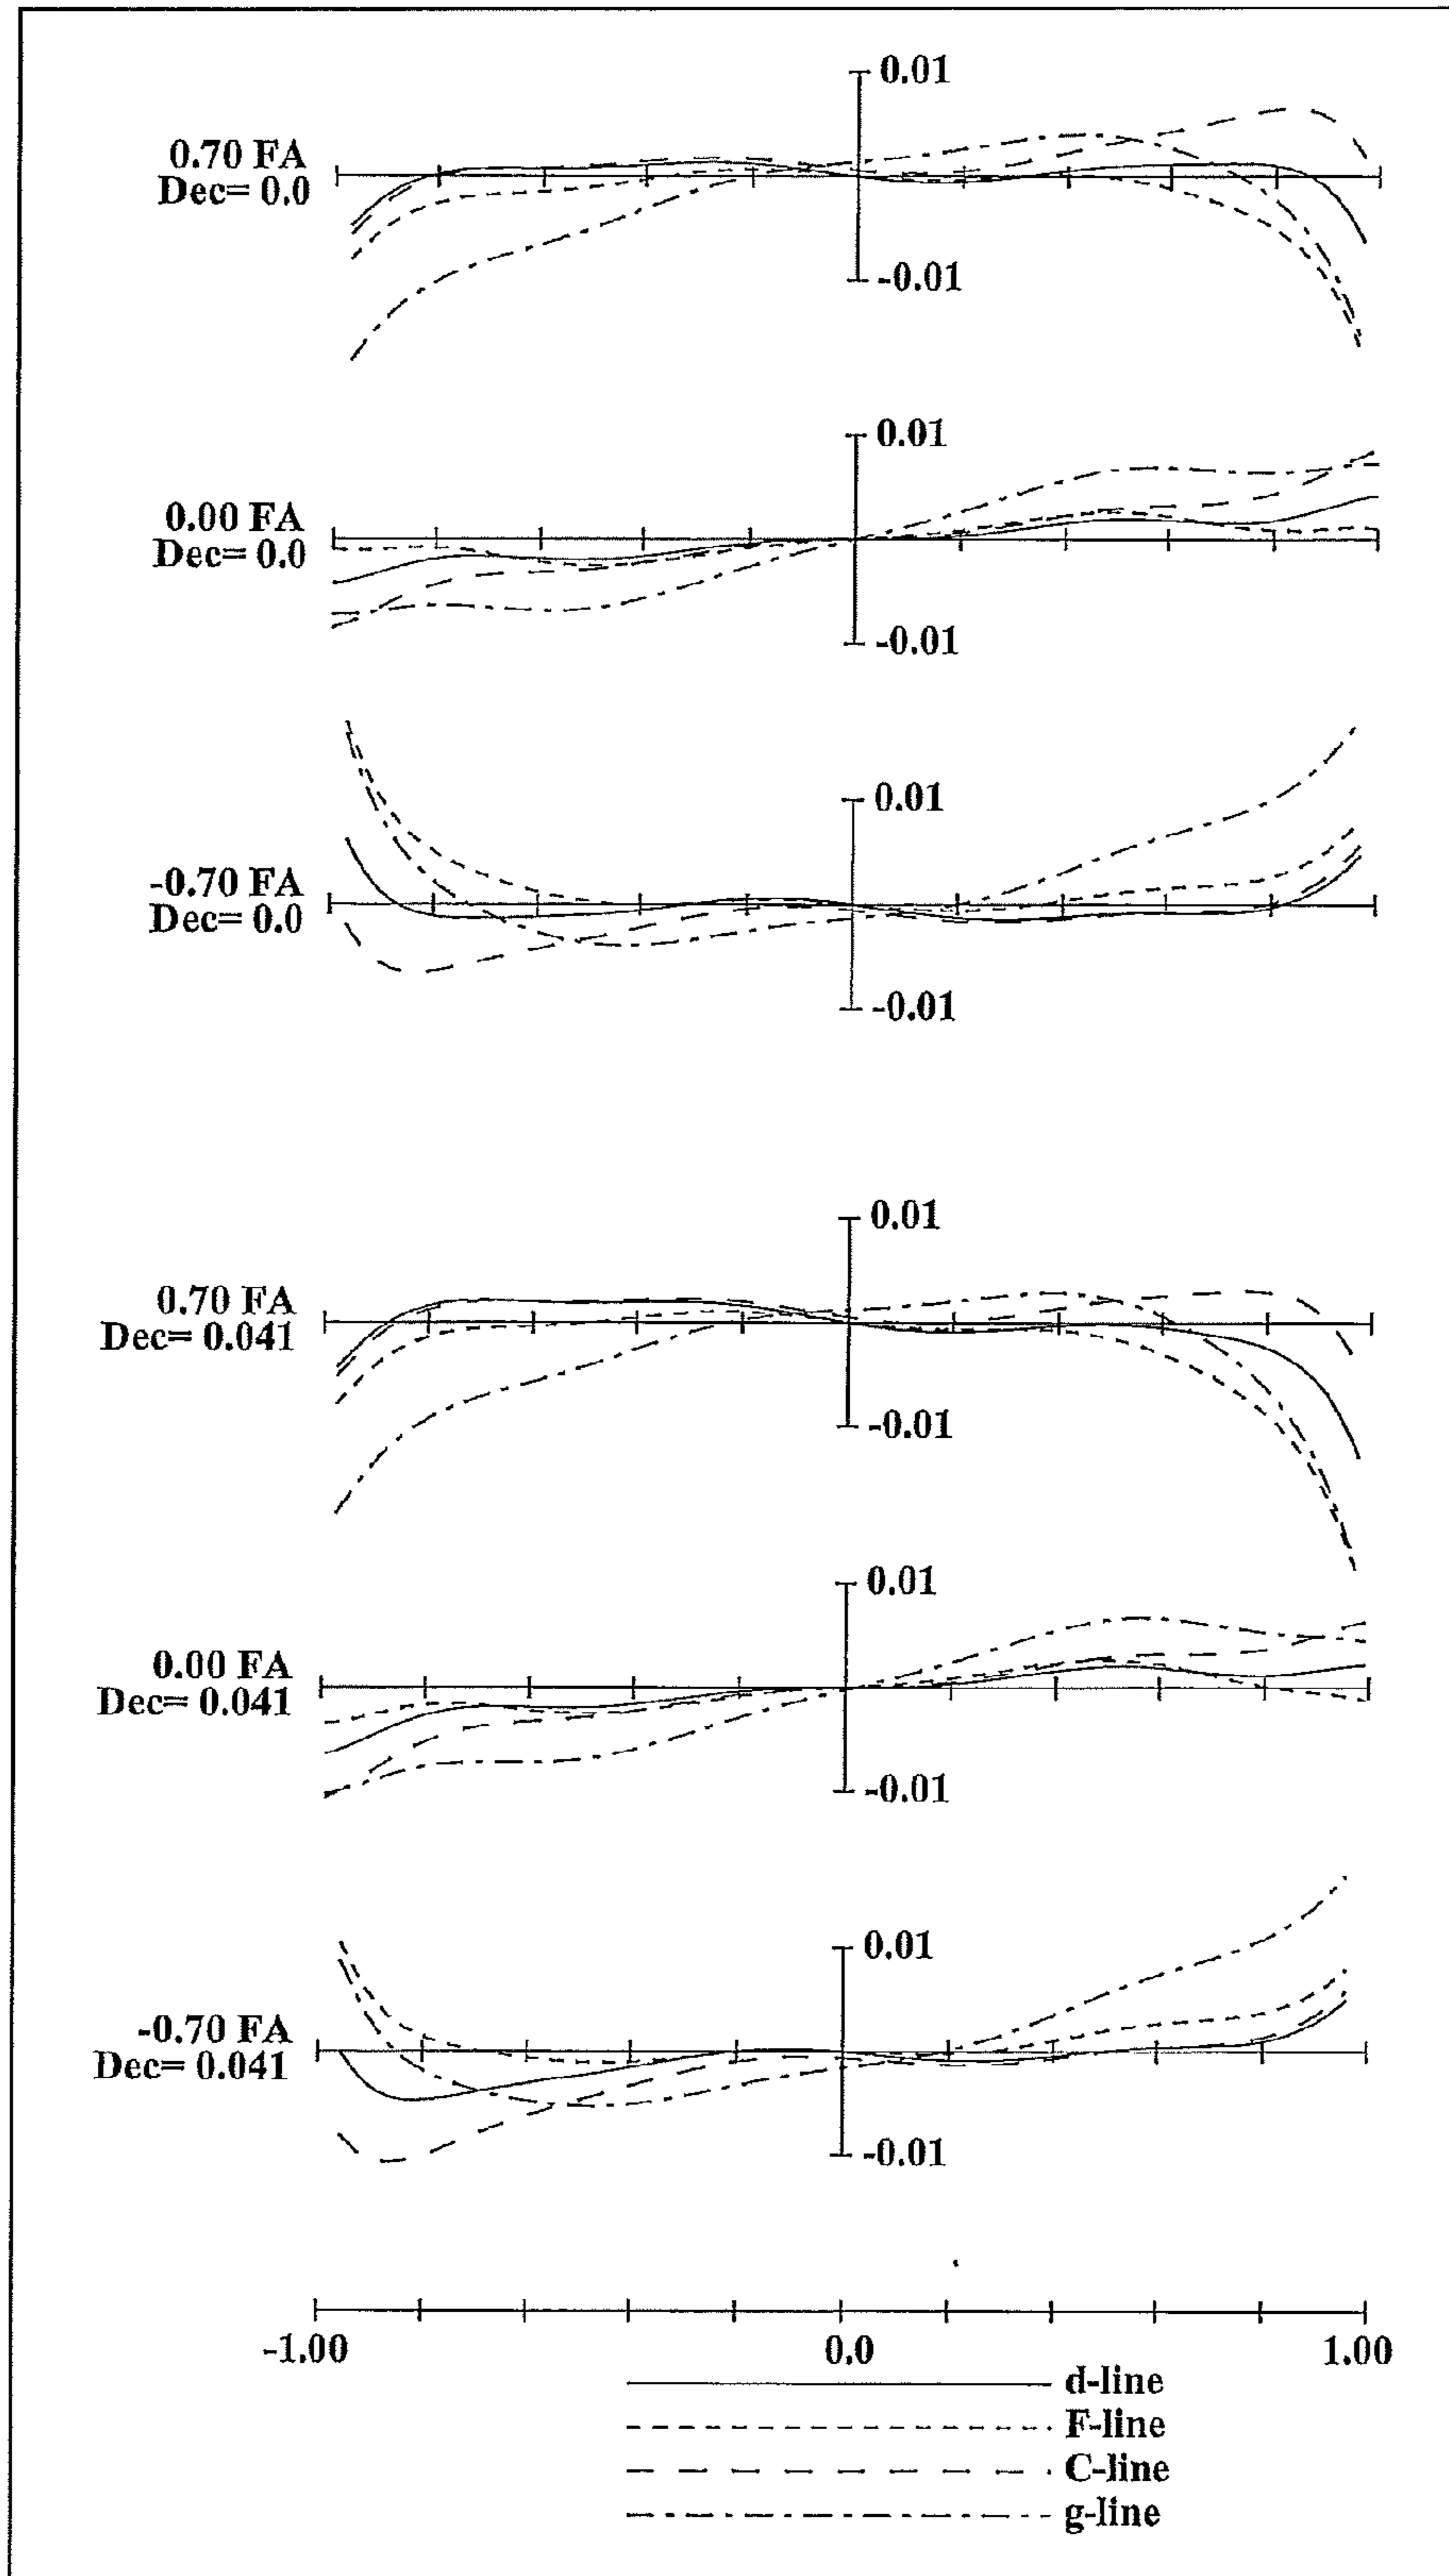 0.01
0.70 FA
Dec= 0.0
-0.01
0.01
0.00 FA
Dec= 0.0
-0.01
0.01
-0.70 FA
Dec= 0.0
-0.01
0.01
0.70 FA
Dec= 0.041
-0.01
0.01
0.00 FA
Dec= 0.041
-0.01
0.01
-0.70 FA
Dec= 0.041
-0.01
-1.00 0.0 1.00
d-line
F-line
C-line
g-line